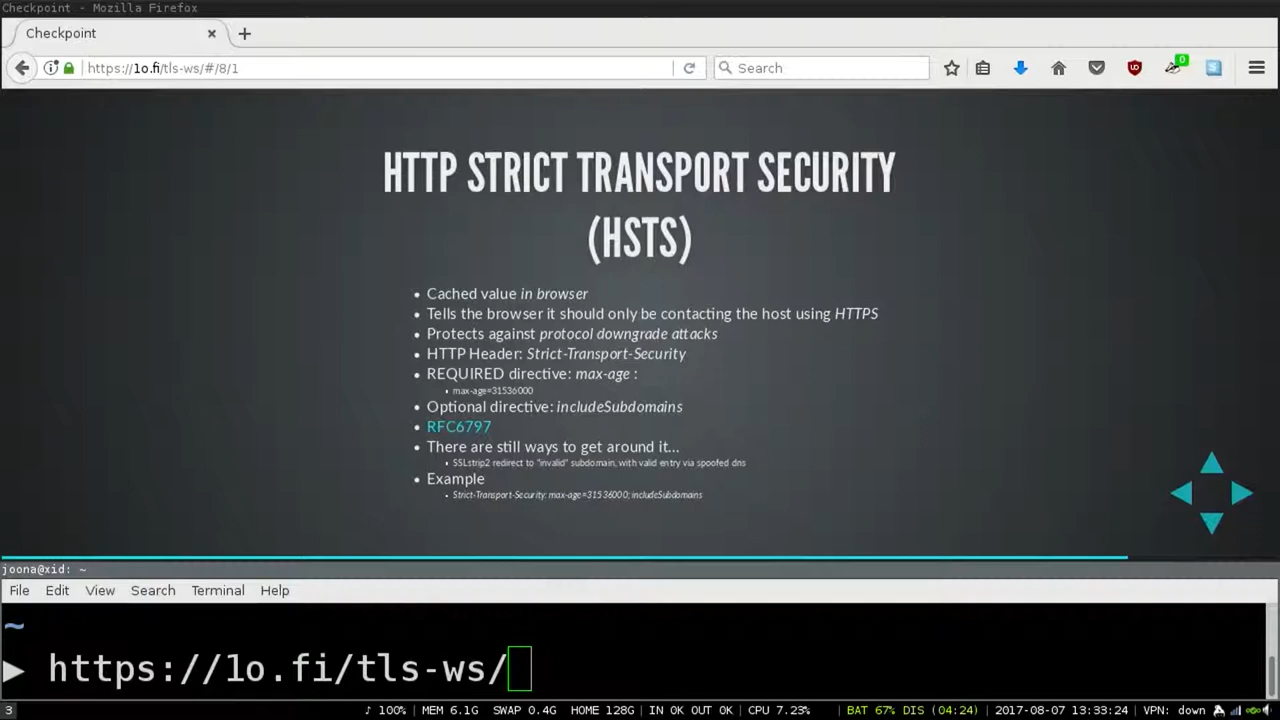 Checkpoint - Mozilla Firefox
Checkpoint
https://1o.fi/tls-ws/#/8/1
Search
0
HTTP STRICT TRANSPORT SECURITY
(HSTS)
Cached value in browser
Tells the browser it should only be contacting the host using HTTPS
Protects against protocol downgrade attacks
HTTP Header: Strict-Transport-Security
REQUIRED directive: max-age :
max-age=31536000
Optional directive: includeSubdomains
RFC6797
There are still ways to get around it...
SSLstrip2 redirect to "invalid" subdomain, with valid entry via spoofed dns
Example
Strict-Transport-Security: max-age=31536000; includeSubdomains
joona@xid: ~
File Edit View Search Terminal Help
~
https://1o.fi/tls-ws/
3 ♪ 100% MEM 6.1G SWAP 0.4G HOME 128G IN OK OUT OK CPU 7.23% BAT 67% DIS (04:24) 2017-08-07 13:33:24 VPN: down